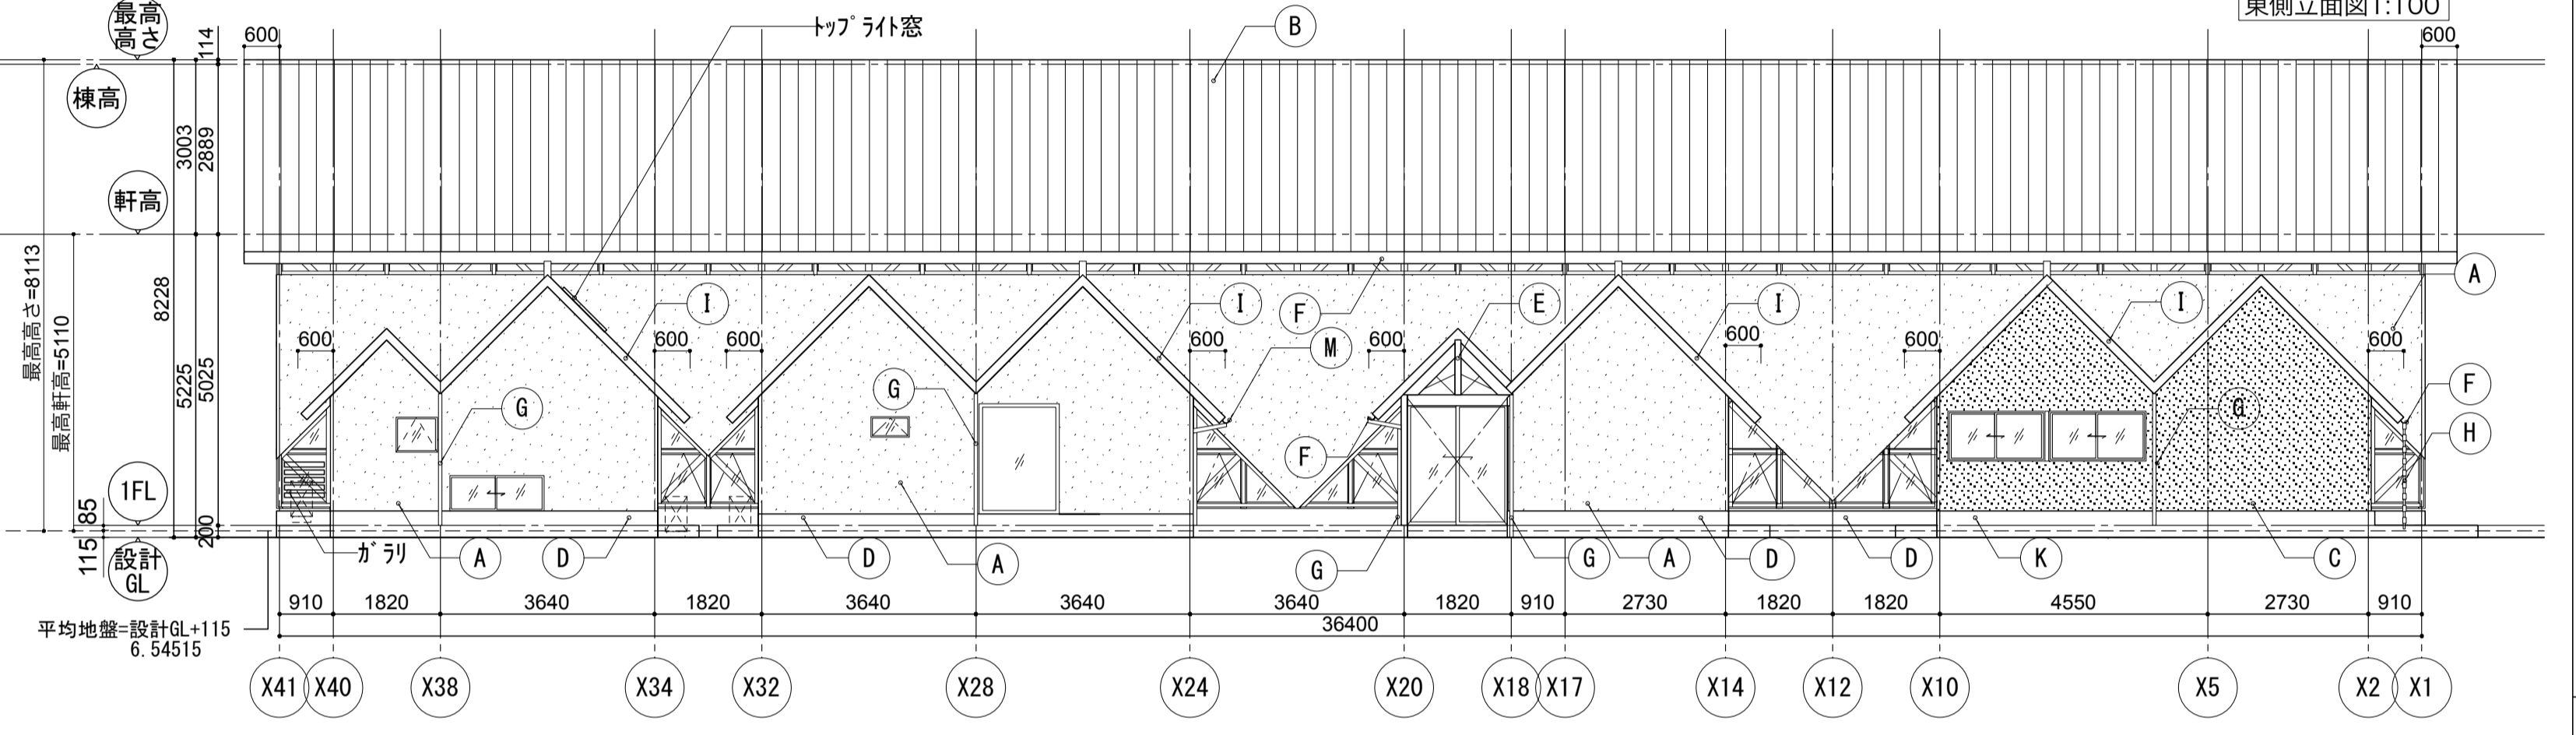 東側立面図1:100
最高
高さ
棟高
軒高
1FL
設計
GL
最高高さ=8113
最高軒高=5110
8228
3003
5225
114
2889
5025
85
200
115
600
トップライト窓
B
600
I
I
F
E
I
I
A
600
600
600
600
M
600
600
600
600
G
G
F
G
F
H
ガラリ
A
D
D
A
G
G
A
D
D
K
C
910
1820
3640
1820
3640
3640
3640
1820
910
2730
1820
1820
4550
2730
910
36400
平均地盤=設計GL+115
6.54515
X41
X40
X38
X34
X32
X28
X24
X20
X18
X17
X14
X12
X10
X5
X2
X1